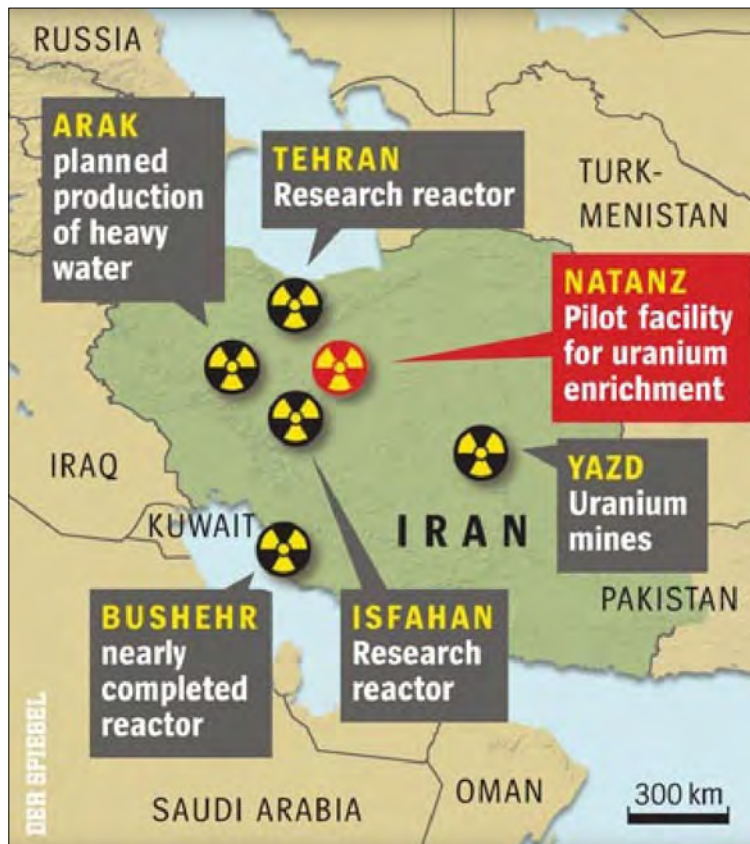 RUSSIA
ARAK
planned
production
of heavy
water
TEHRAN
Research reactor
TURK-
MENISTAN
NATANZ
Pilot facility
for uranium
enrichment
IRAQ
KUWAIT
IRAN
YAZD
Uranium
mines
PAKISTAN
BUSHEHR
nearly
completed
reactor
ISFAHAN
Research
reactor
DER SPIEGEL
SAUDI ARABIA
OMAN
300 km